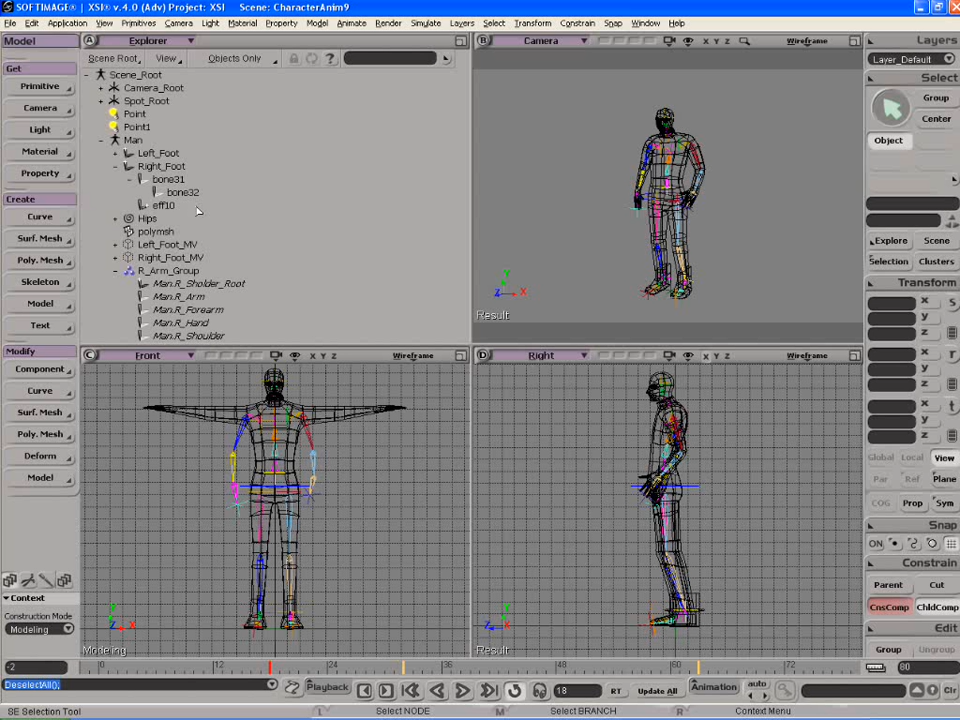 SOFTIMAGE® | XSI® v.4.0 (Adv) Project: XSI Scene: CharacterAnim9
File Edit Application View Primitives Camera Light Material Property Model Animate Render Simulate Layers Select Transform Constrain Snap Window Help
Model
Get
Primitive
Camera
Light
Material
Property
Create
Curve
Surf. Mesh
Poly. Mesh
Skeleton
Model
Text
Modify
Component
Curve
Surf. Mesh
Poly. Mesh
Deform
Model
Context
Construction Mode
Modeling
A Explorer
Scene Root View Objects Only ?
Scene_Root
Camera_Root
Spot_Root
Point
Point1
Man
Left_Foot
Right_Foot
bone31
bone32
eff10
Hips
polymsh
Left_Foot_MV
Right_Foot_MV
R_Arm_Group
Man.R_Sholder_Root
Man.R_Arm
Man.R_Forearm
Man.R_Hand
Man.R_Shoulder
B Camera X Y Z Wireframe
Y
Z X
Result
C Front X Y Z Wireframe
Modeling
D Right X Y Z Wireframe
Result
Layers
Layer_Default
Select
Group
Center
Object
Explore Scene
Selection Clusters
Transform
x s
y
z
x r
y
z
x t
y
z
Global Local View
Par Ref Plane
COG Prop Sym
Snap
ON
Constrain
Parent Cut
CnsComp ChldComp
Edit
Group Ungroup
-2 0 24 36 48 60 72 80
DeselectAll(); Playback 18 RT Update All Animation auto Clr
SE Selection Tool L Select NODE M Select BRANCH R Context Menu